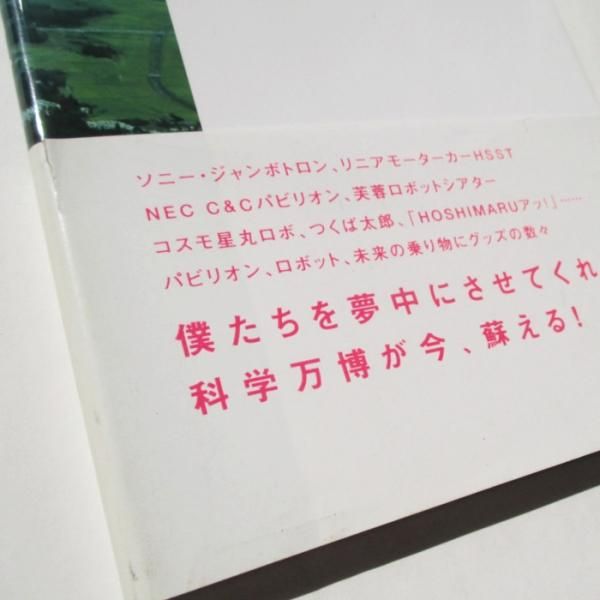 ソニー・ジャンボトロン、リニアモーターカーHSST
NEC C&Cパビリオン、芙蓉ロボットシアター
コスモ星丸ロボ、つくば太郎、「HOSHIMARUアッ!」……
パビリオン、ロボット、未来の乗り物にグッズの数々
僕たちを夢中にさせてくれ
科学万博が今、蘇える!